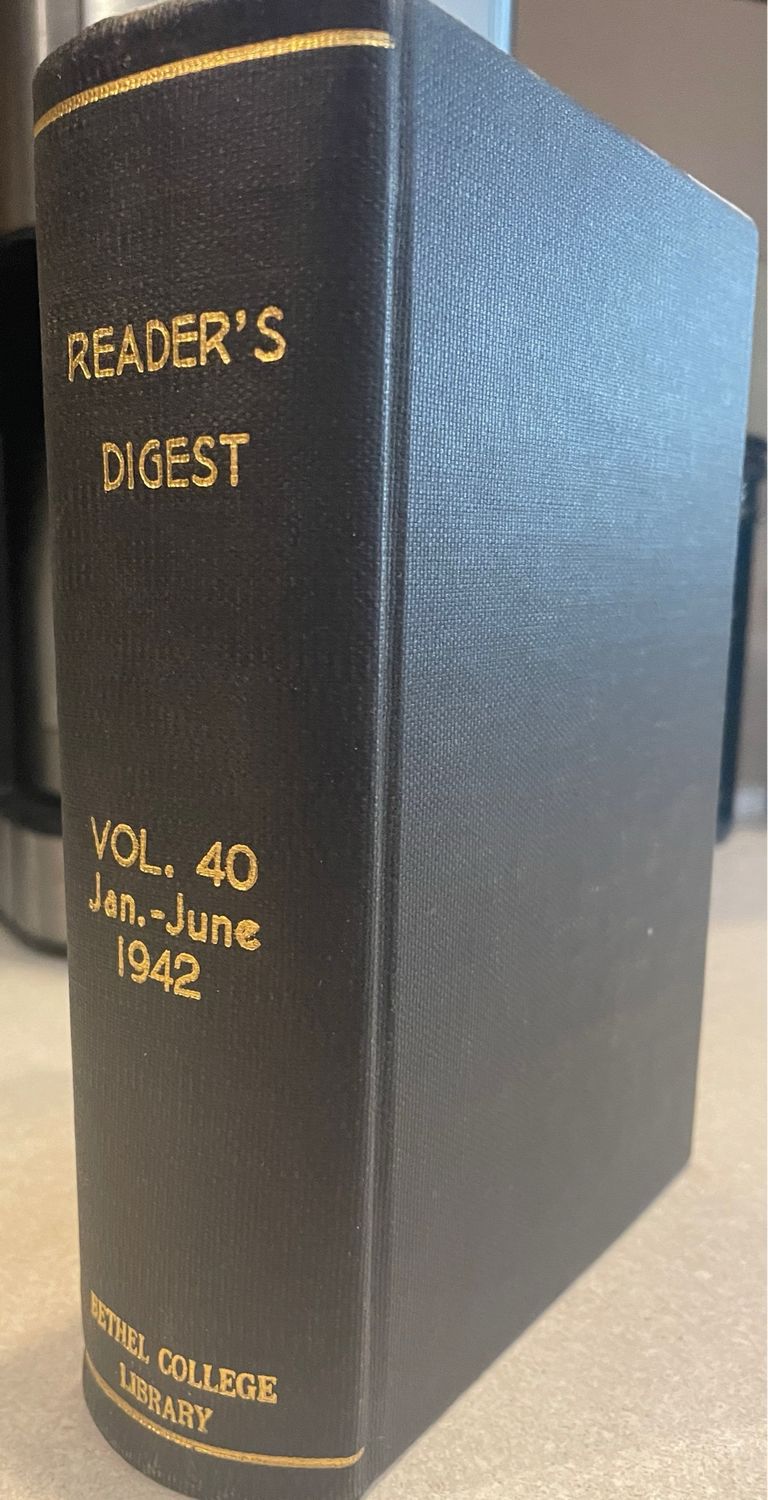 READER'S
DIGEST
VOL. 40
Jan.-June
1942
BETHEL COLLEGE
LIBRARY